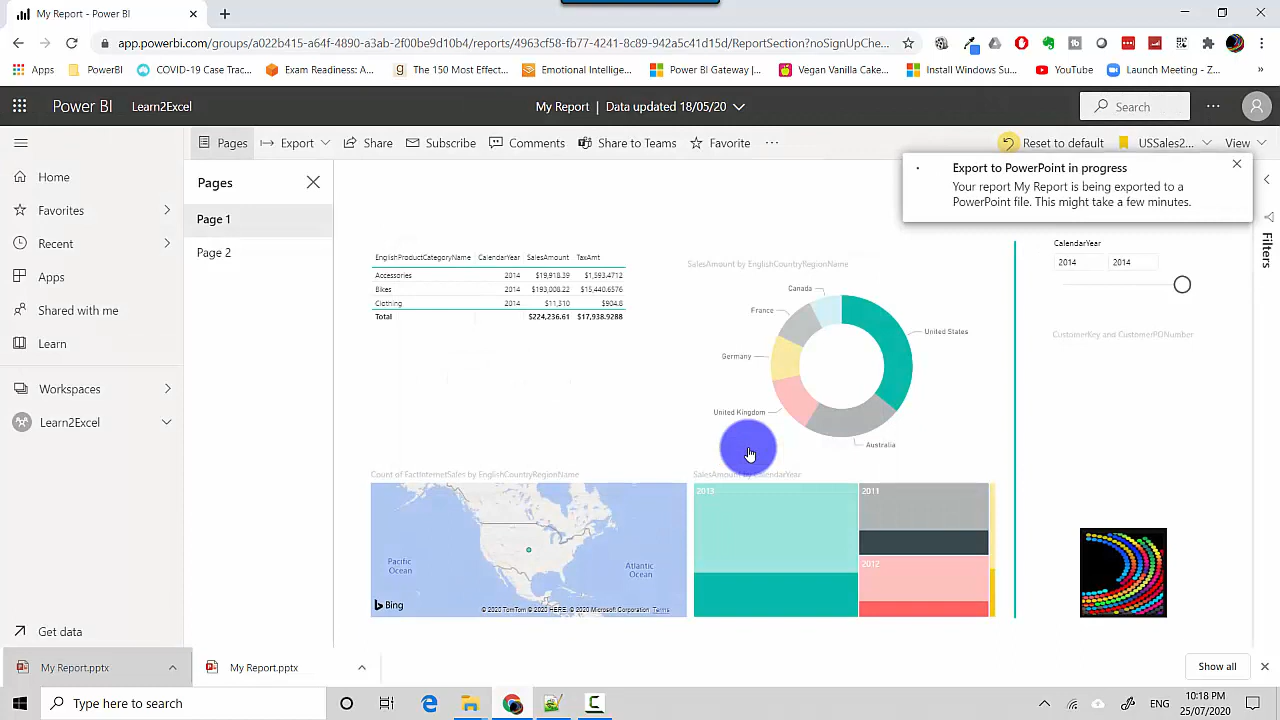 My Report - Power BI
app.powerbi.com/groups/a022b415-a64f-4890-abf3-2f00b9d10b4/reports/4963cf58-fb77-4241-8c89-942a5c41d15d/ReportSection?noSignUpChe...
Apps
PowerBI
COVID-19 Case Trac...
Exam Readiness: A...
The 150 Most Effect...
Emotional Intellige...
Power BI Gateway |...
Vegan Vanilla Cake...
Install Windows Su...
YouTube
Launch Meeting - Z...
Power BI
Learn2Excel
My Report | Data updated 18/05/20
Search
Pages
Export
Share
Subscribe
Comments
Share to Teams
Favorite
Reset to default
USSales2...
View
Home
Favorites
Recent
Apps
Shared with me
Learn
Workspaces
Learn2Excel
Get data
Pages
Page 1
Page 2
Export to PowerPoint in progress
Your report My Report is being exported to a
PowerPoint file. This might take a few minutes.
Filters
EnglishProductCategoryName CalendarYear SalesAmount TaxAmt
Accessories 2014 $19,918.39 $1,593.4712
Bikes 2014 $193,008.22 $15,440.6576
Clothing 2014 $11,310 $904.8
Total $224,236.61 $17,938.9288
SalesAmount by EnglishCountryRegionName
Canada
France
United States
Germany
United Kingdom
Australia
CalendarYear
2014 2014
CustomerKey and CustomerPONumber
Count of FactInternetSales by EnglishCountryRegionName
Pacific
Ocean
Atlantic
Ocean
Bing
© 2020 TomTom © 2020 HERE, © 2020 Microsoft Corporation Terms
SalesAmount by CalendarYear
2013
2011
2012
My Report.pptx
My Report.pptx
Show all
Type here to search
ENG
10:18 PM
25/07/2020